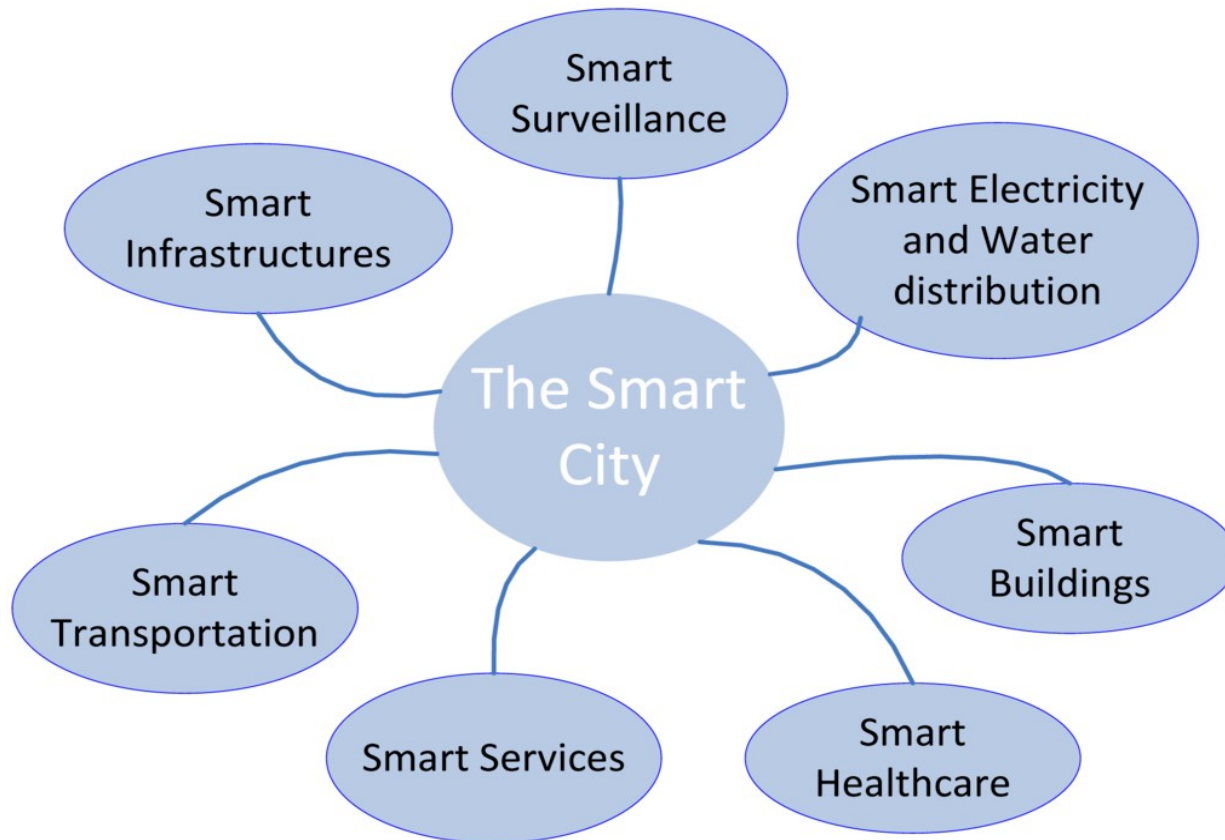 Smart
Surveillance
Smart Electricity
and Water
distribution
Smart
Infrastructures
The Smart
City
Smart
Buildings
Smart
Transportation
Smart Services
Smart
Healthcare